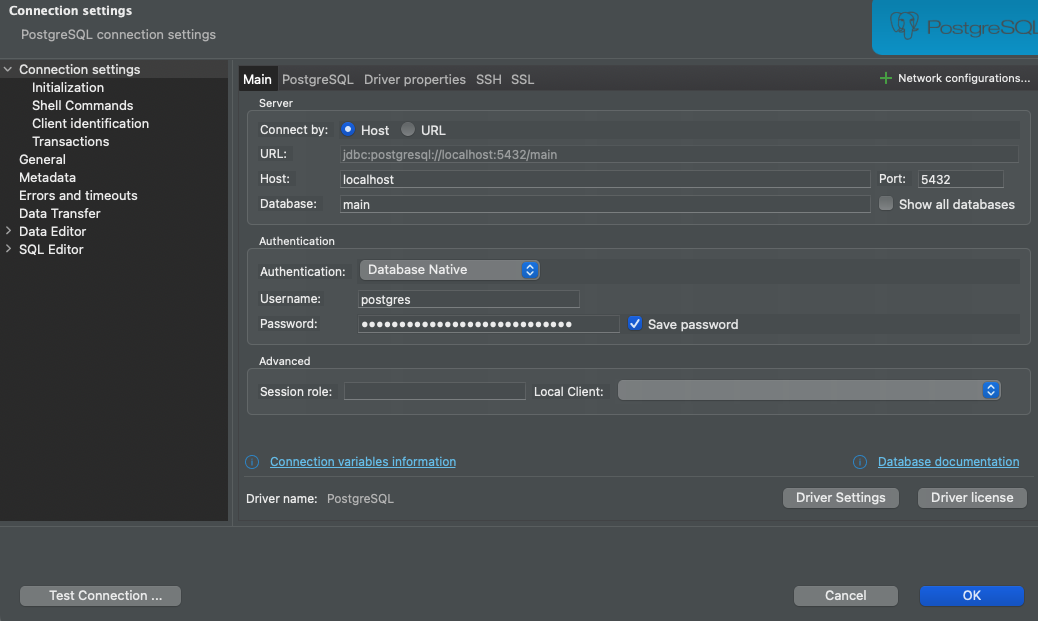 Connection settings
PostgreSQL connection settings
PostgreSQL
Connection settings
Initialization
Shell Commands
Client identification
Transactions
General
Metadata
Errors and timeouts
Data Transfer
Data Editor
SQL Editor
Main PostgreSQL Driver properties SSH SSL Network configurations...
Server
Connect by: Host URL
URL: jdbc:postgresql://localhost:5432/main
Host: localhost Port: 5432
Database: main Show all databases
Authentication
Authentication: Database Native
Username: postgres
Password: •••••••••••••••••••••••••••• Save password
Advanced
Session role: Local Client:
Connection variables information Database documentation
Driver name: PostgreSQL Driver Settings Driver license
Test Connection ... Cancel OK